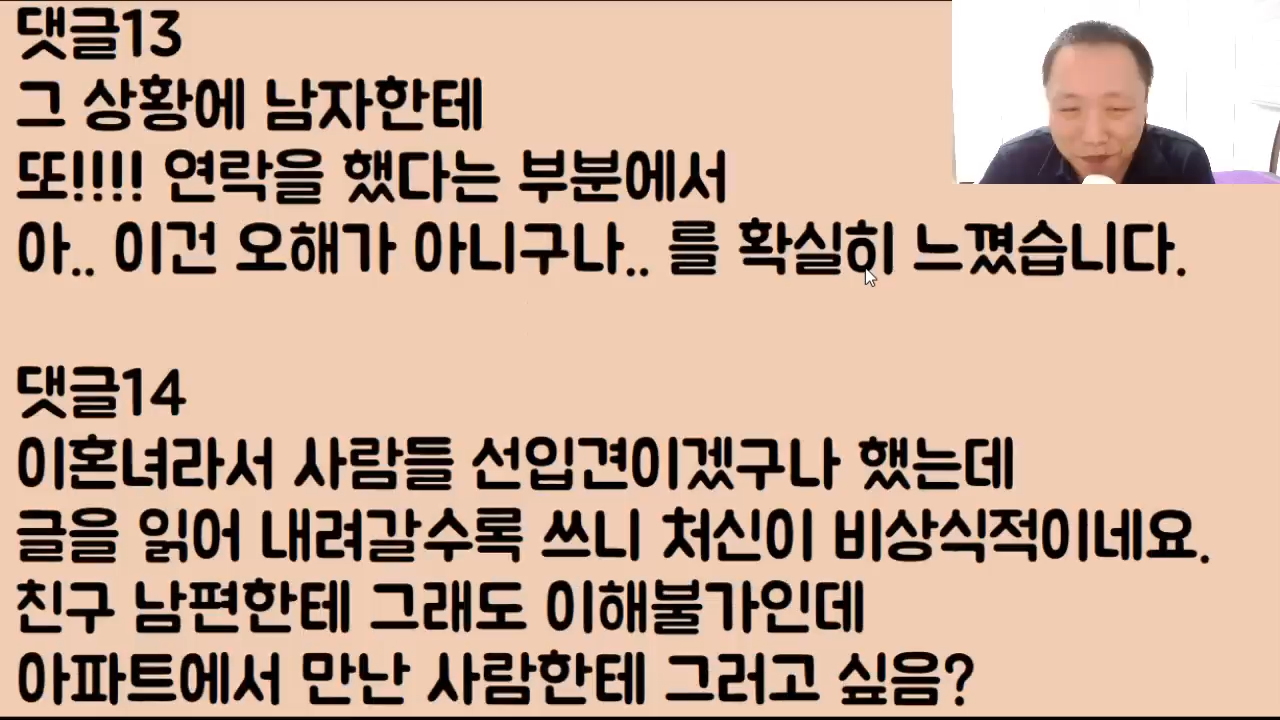 댓글13
그 상황에 남자한테
또!!!! 연락을 했다는 부분에서
아.. 이건 오해가 아니구나.. 를 확실히 느꼈습니다.
댓글14
이혼녀라서 사람들 선입견이겠구나 했는데
글을 읽어 내려갈수록 쓰니 처신이 비상식적이네요.
친구 남편한테 그래도 이해불가인데
아파트에서 만난 사람한테 그러고 싶음?